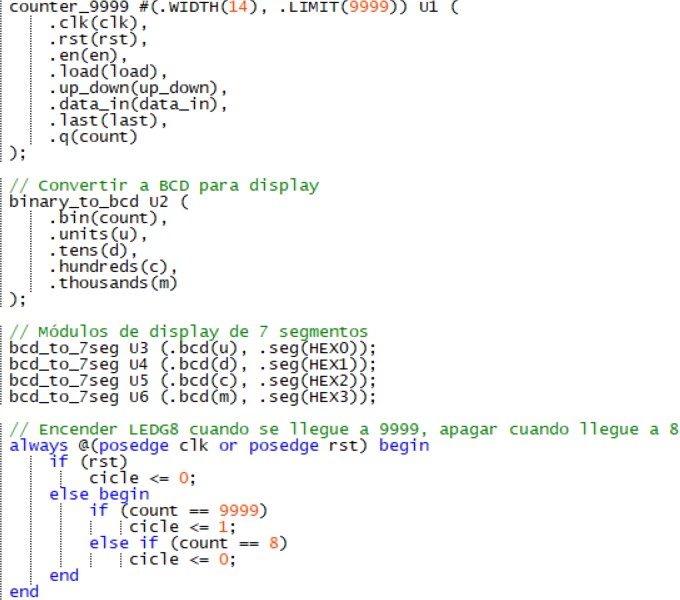 counter_9999 #(.WIDTH(14), .LIMIT(9999)) U1 (
.clk(clk),
.rst(rst),
.en(en),
.load(load),
.up_down(up_down),
.data_in(data_in),
.last(last),
.q(count)
);
// Convertir a BCD para display
binary_to_bcd U2 (
.bin(count),
.units(u),
.tens(d),
.hundreds(c),
.thousands(m)
);
// Módulos de display de 7 segmentos
bcd_to_7seg U3 (.bcd(u), .seg(HEX0));
bcd_to_7seg U4 (.bcd(d), .seg(HEX1));
bcd_to_7seg U5 (.bcd(c), .seg(HEX2));
bcd_to_7seg U6 (.bcd(m), .seg(HEX3));
// Encender LEDG8 cuando se llegue a 9999, apagar cuando llegue a 8
always @(posedge clk or posedge rst) begin
if (rst)
cicle <= 0;
else begin
if (count == 9999)
cicle <= 1;
else if (count == 8)
cicle <= 0;
end
end